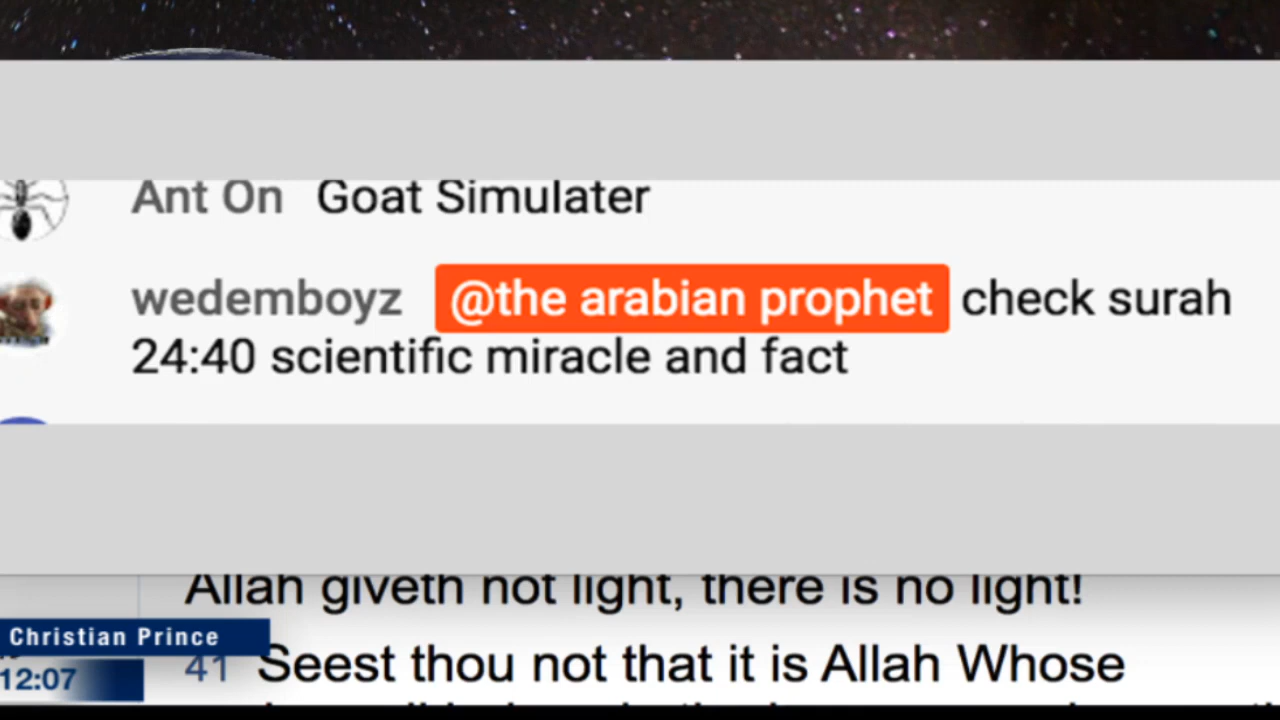 Ant On Goat Simulater
wedemboyz @the arabian prophet check surah
24:40 scientific miracle and fact
Allah giveth not light, there is no light!
Christian Prince
41 Seest thou not that it is Allah Whose
12:07